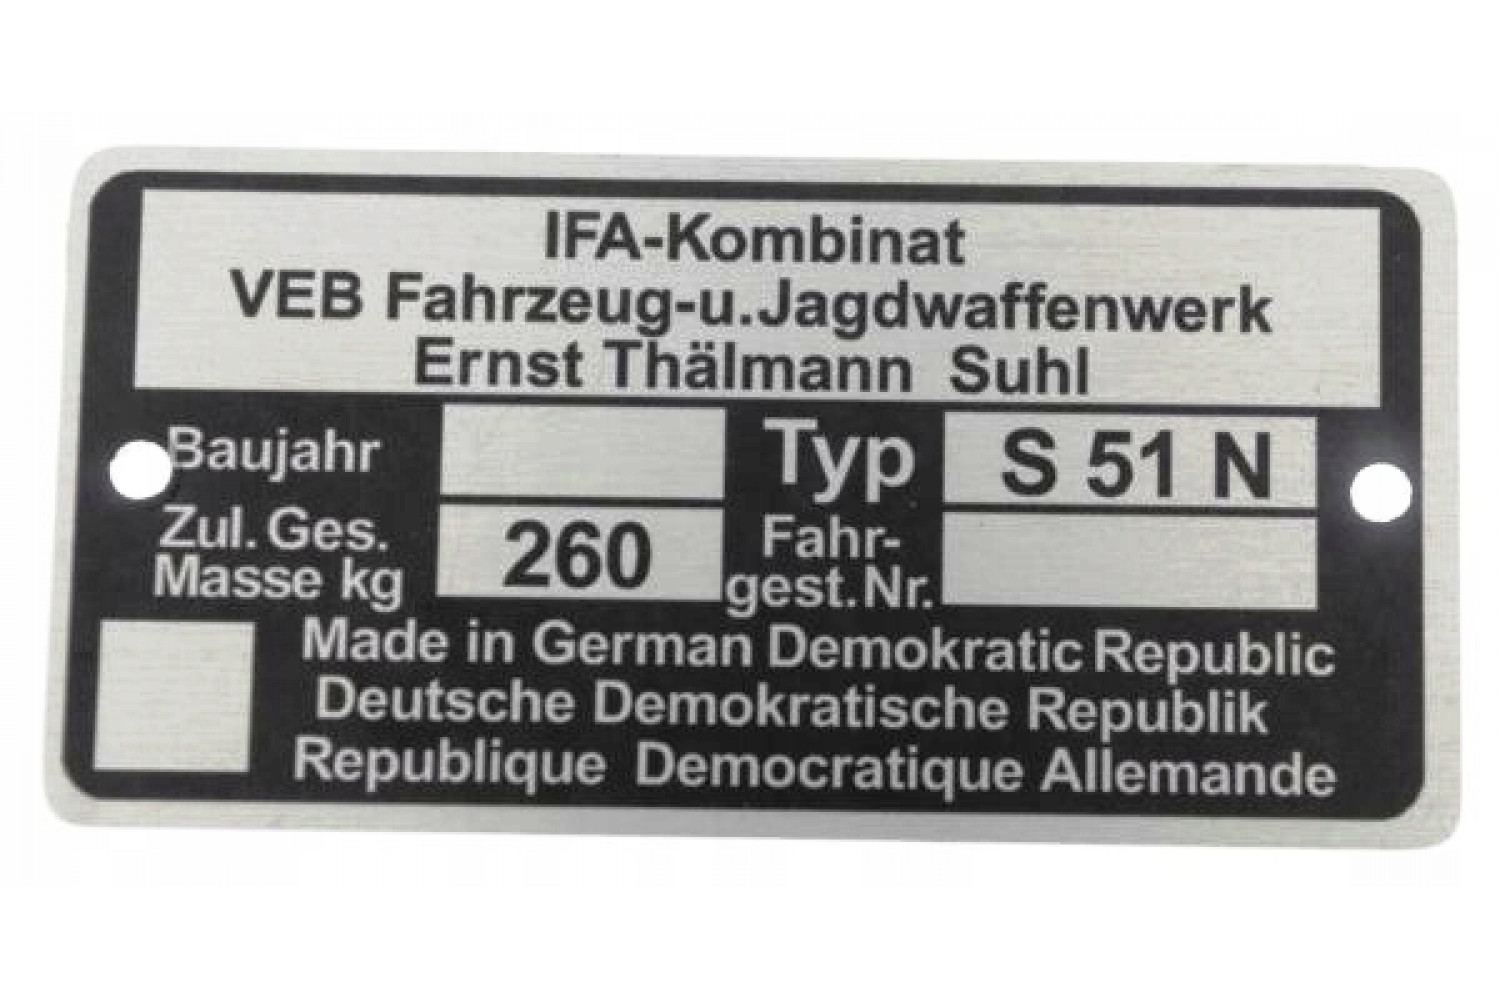 IFA-Kombinat
VEB Fahrzeug-u.Jagdwaffenwerk
Ernst Thälmann Suhl
Baujahr
Typ S 51 N
Zul. Ges.
Masse kg
260
Fahr-
gest.Nr.
Made in German Demokratic Republic
Deutsche Demokratische Republik
Republique Democratique Allemande